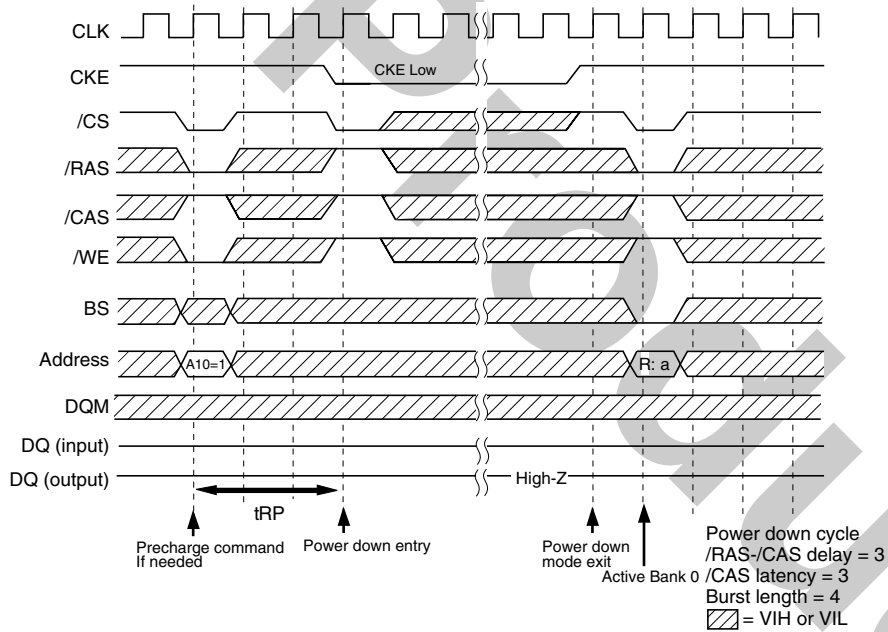 CLK
CKE
CKE Low
/CS
/RAS
/CAS
/WE
BS
Address
A10=1
R: a
DQM
DQ (input)
DQ (output)
High-Z
tRP
Precharge command
If needed
Power down entry
Power down
mode exit
Active Bank 0
Power down cycle
/RAS-/CAS delay = 3
/CAS latency = 3
Burst length = 4
= VIH or VIL